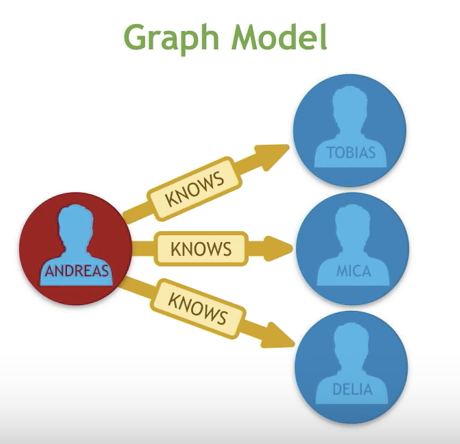 Graph Model
TOBIAS
KNOWS
ANDREAS
KNOWS
MICA
KNOWS
DELIA